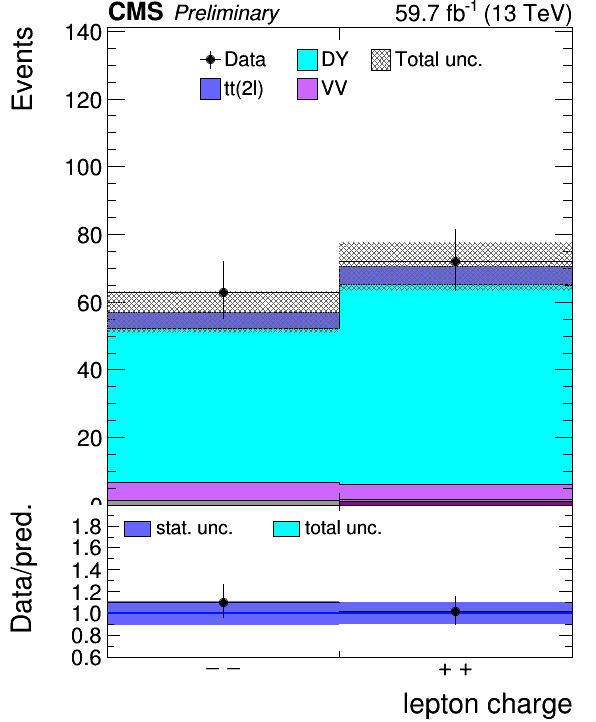 CMS Preliminary 59.7 fb⁻¹ (13 TeV)
Events
140
120
100
80
60
40
20
0
Data DY Total unc.
tt(2l) VV
Data/pred.
1.8
1.6
1.4
1.2
1.0
0.8
0.6
stat. unc. total unc.
− − + +
lepton charge